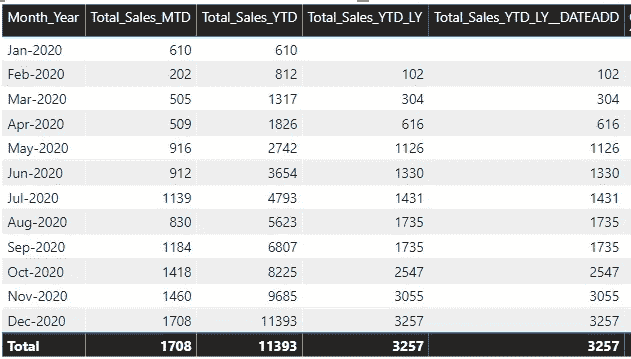 Month_Year Total_Sales_MTD Total_Sales_YTD Total_Sales_YTD_LY Total_Sales_YTD_LY__DATEADD
Jan-2020 610 610
Feb-2020 202 812 102 102
Mar-2020 505 1317 304 304
Apr-2020 509 1826 616 616
May-2020 916 2742 1126 1126
Jun-2020 912 3654 1330 1330
Jul-2020 1139 4793 1431 1431
Aug-2020 830 5623 1735 1735
Sep-2020 1184 6807 1735 1735
Oct-2020 1418 8225 2547 2547
Nov-2020 1460 9685 3055 3055
Dec-2020 1708 11393 3257 3257
Total 1708 11393 3257 3257